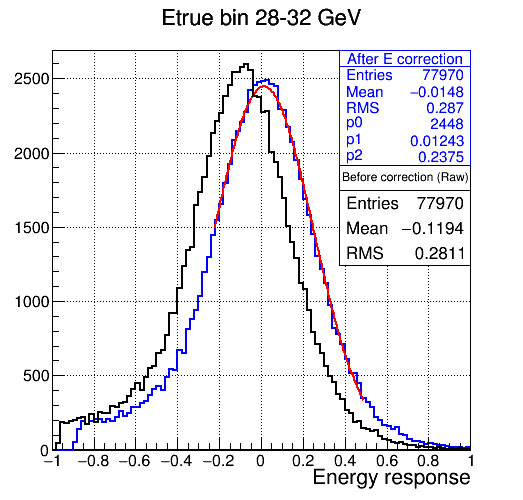 Etrue bin 28-32 GeV
After E correction
Entries 77970
Mean −0.0148
RMS 0.287
p0 2448
p1 0.01243
p2 0.2375
Before correction (Raw)
Entries 77970
Mean −0.1194
RMS 0.2811
2500
2000
1500
1000
500
0
−1 −0.8 −0.6 −0.4 −0.2 0 0.2 0.4 0.6 0.8 1
Energy response